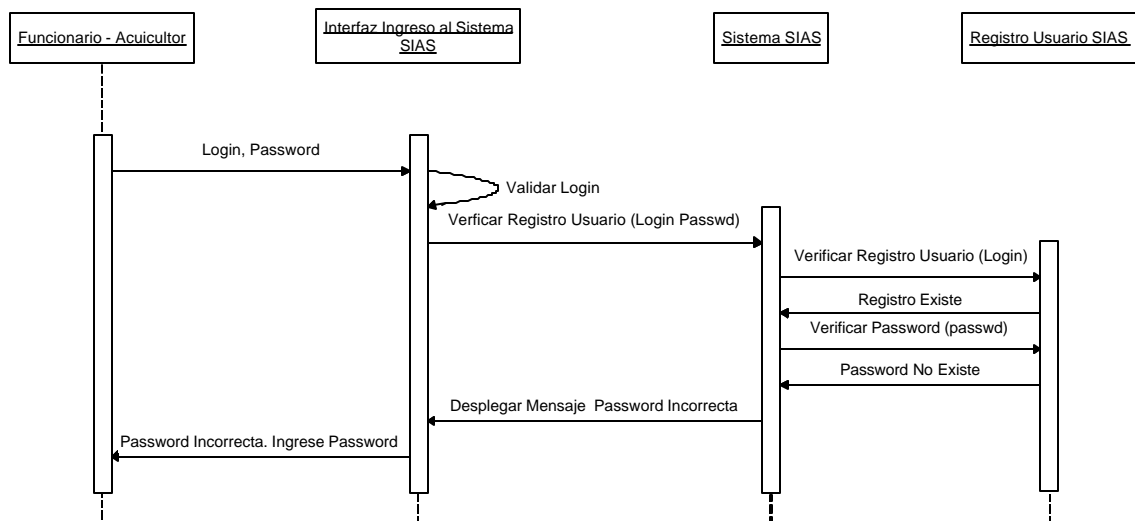 Funcionario - Acuicultor
Interfaz Ingreso al Sistema
SIAS
Sistema SIAS
Registro Usuario SIAS
Login, Password
Validar Login
Verficar Registro Usuario (Login Passwd)
Verificar Registro Usuario (Login)
Registro Existe
Verificar Password (passwd)
Password No Existe
Desplegar Mensaje Password Incorrecta
Password Incorrecta. Ingrese Password